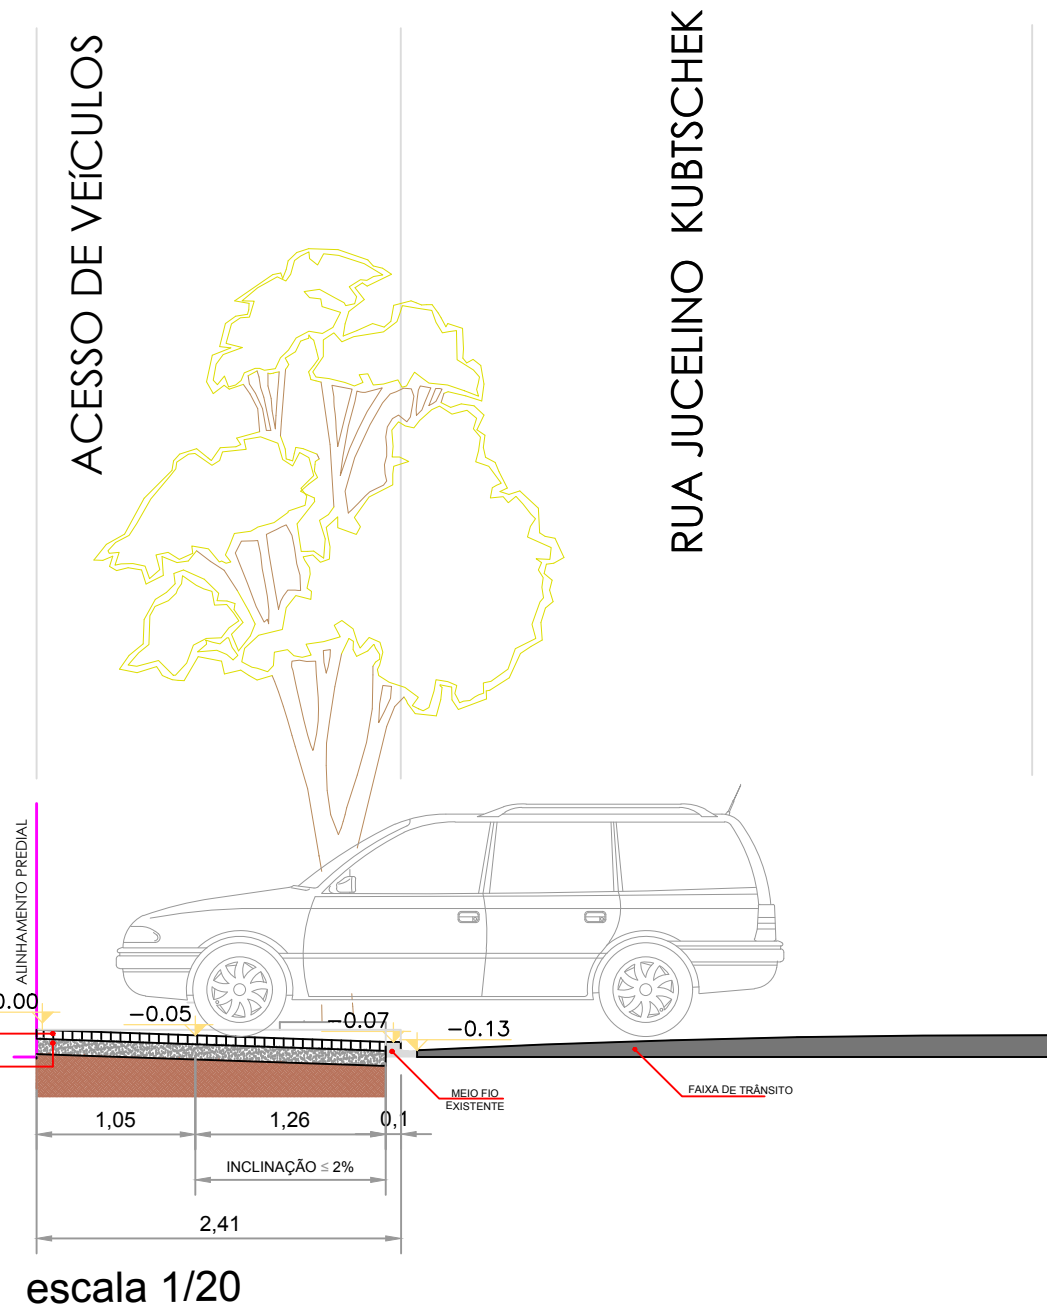 ACESSO DE VEíCULOS
RUA JUCELINO KUBTSCHEK
ALINHAMENTO PREDIAL
0.00
−0.05
−0.07
−0.13
MEIO FIO
EXISTENTE
FAIXA DE TRÂNSITO
1,05
1,26
0,1
INCLINAÇÃO ≤ 2%
2,41
escala 1/20